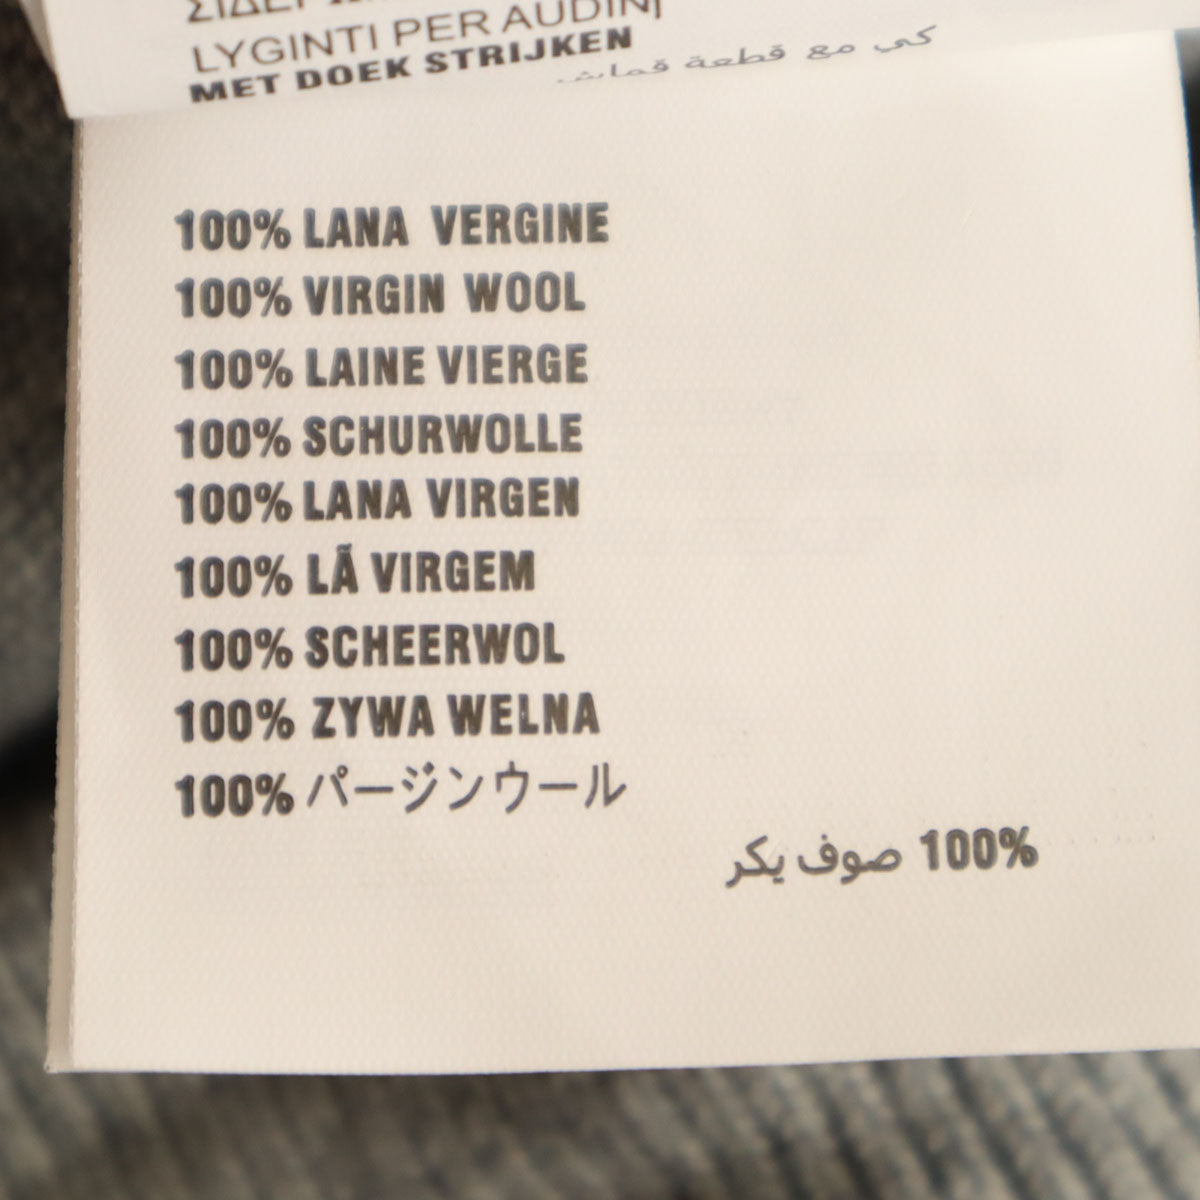 LYGINTI PER AUDINĮ
MET DOEK STRIJKEN
كى مع قطعة قماش
100% LANA VERGINE
100% VIRGIN WOOL
100% LAINE VIERGE
100% SCHURWOLLE
100% LANA VIRGEN
100% LÃ VIRGEM
100% SCHEERWOL
100% ZYWA WELNA
100% パージンウール
100% صوف يكر